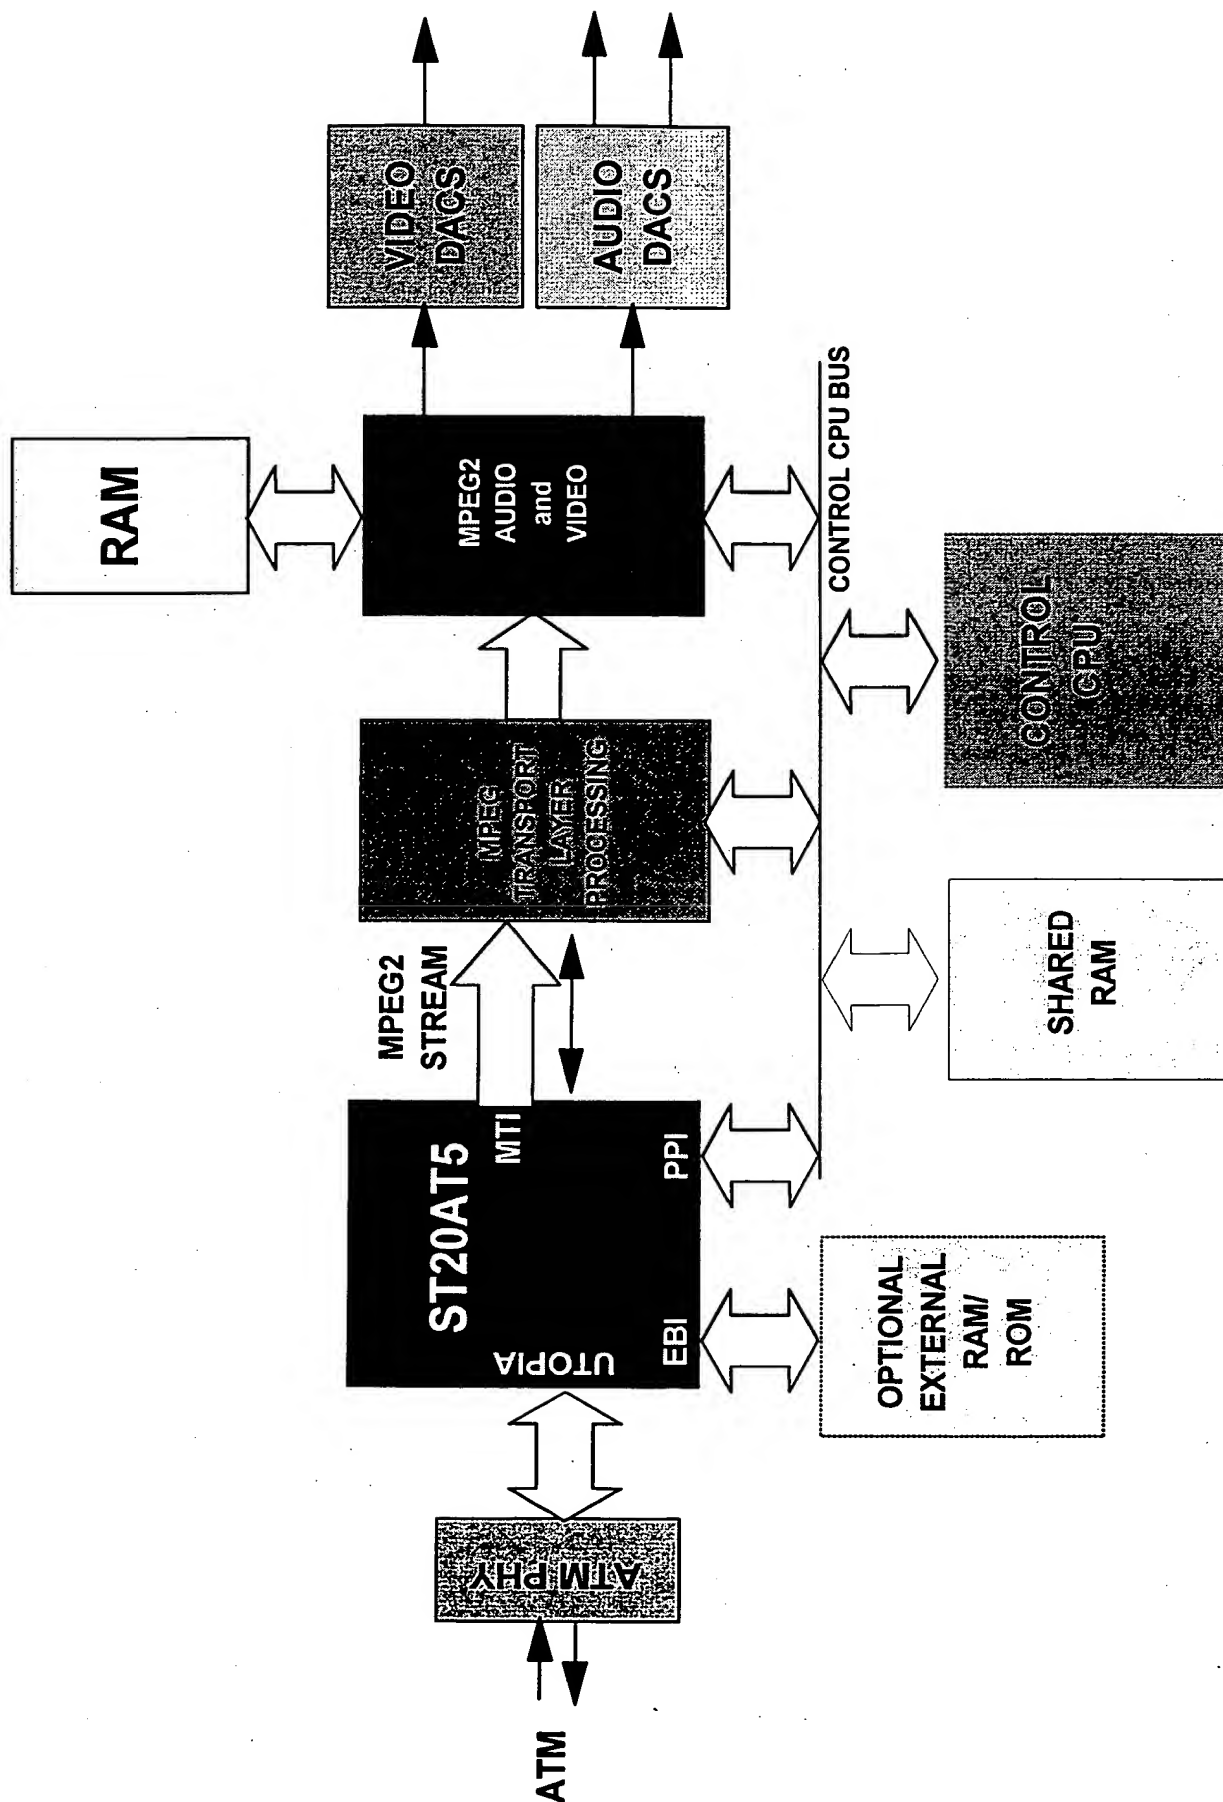 RAM
VIDEO
DACS
AUDIO
DACS
MPEG2
AUDIO
and
VIDEO
MPEG
TRANSPORT
LAYER
PROCESSING
MPEG2
STREAM
ST20AT5
MTI
UTOPIA
EBI
PPI
ATM PHY
ATM
CONTROL CPU BUS
OPTIONAL
EXTERNAL
RAM/
ROM
SHARED
RAM
CONTROL
CPU